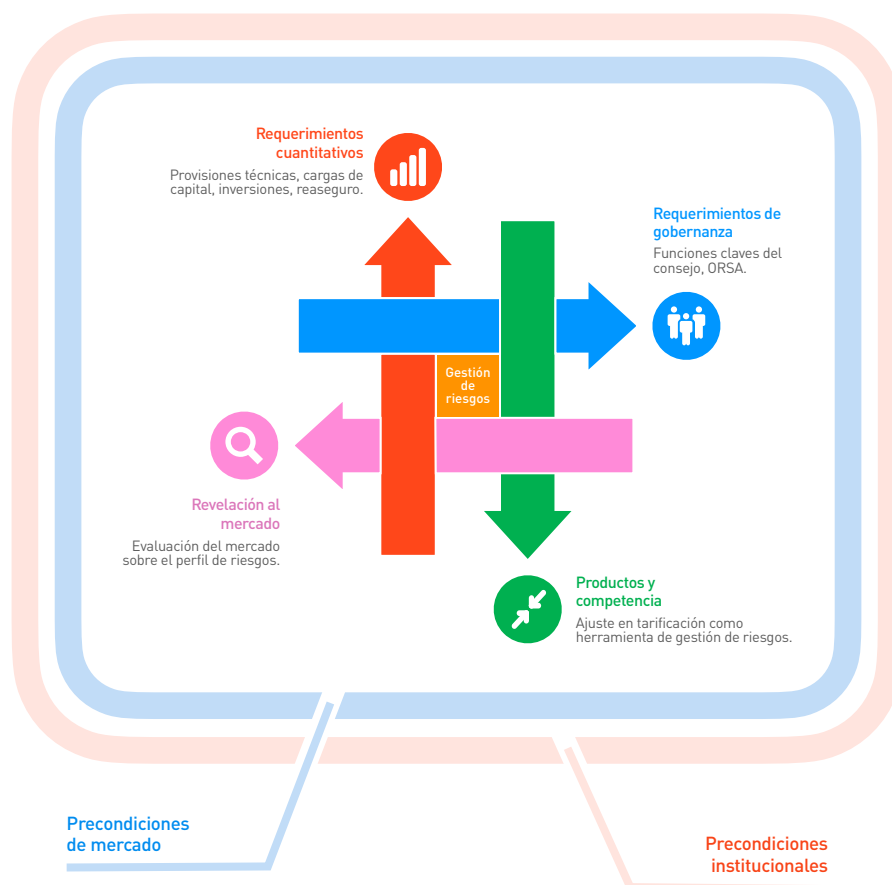 Requerimientos
cuantitativos
Provisiones técnicas, cargas de
capital, inversiones, reaseguro.
Requerimientos de
gobernanza
Funciones claves del
consejo, ORSA.
Gestión
de
riesgos
Revelación al
mercado
Evaluación del mercado
sobre el perfil de riesgos.
Productos y
competencia
Ajuste en tarificación como
herramienta de gestión de riesgos.
Precondiciones
de mercado
Precondiciones
institucionales